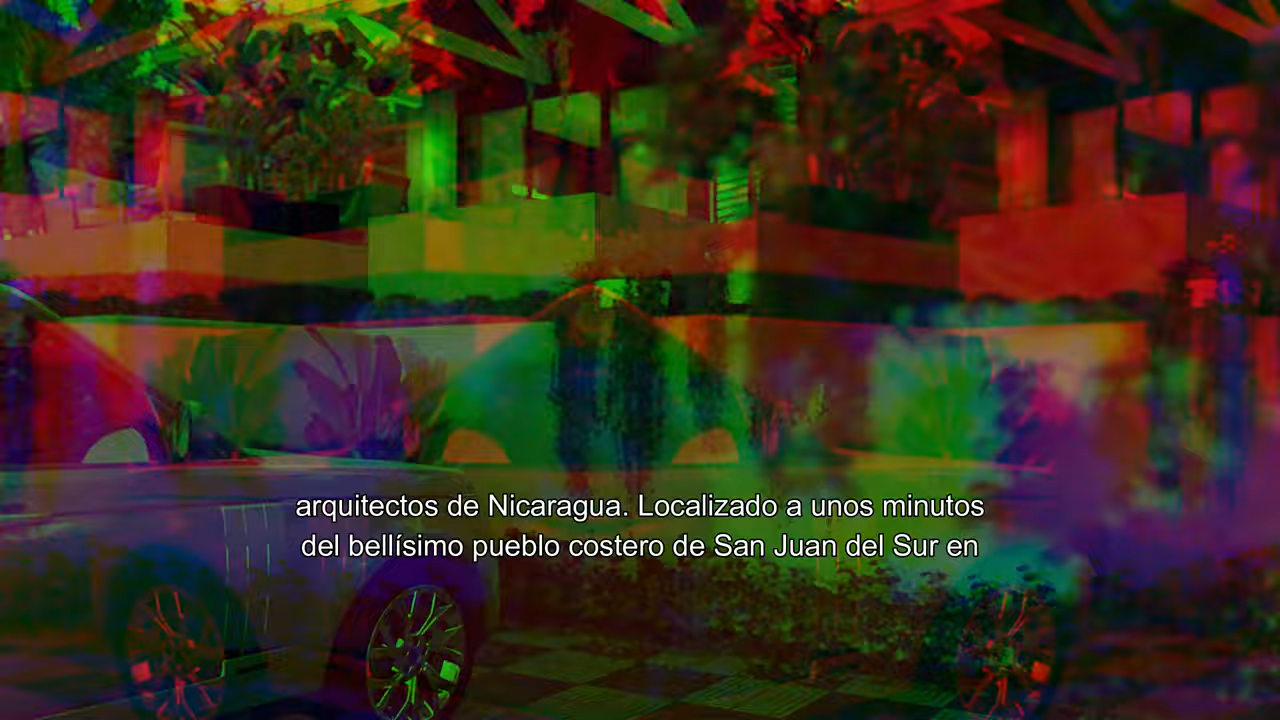 arquitectos de Nicaragua. Localizado a unos minutos
del bellísimo pueblo costero de San Juan del Sur en